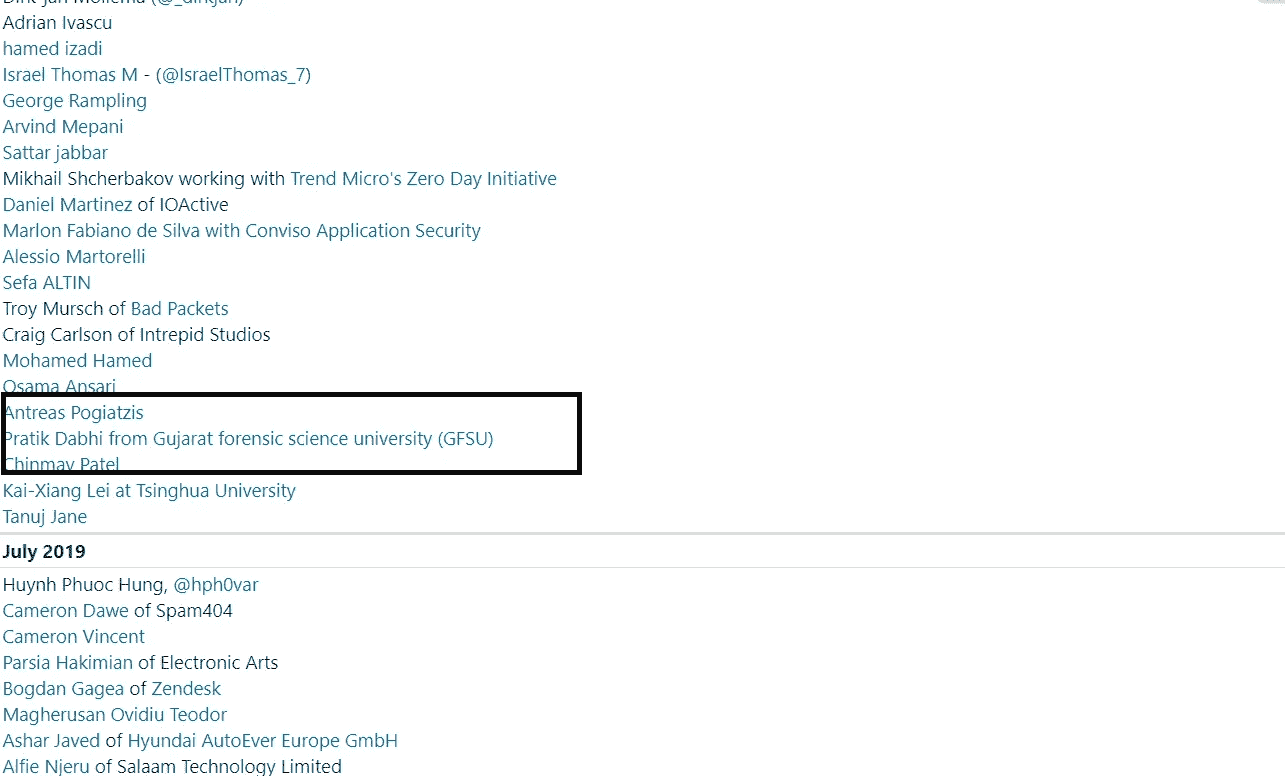 Dirk-jan Mollema (@_dirkjan)
Adrian Ivascu
hamed izadi
Israel Thomas M - (@IsraelThomas_7)
George Rampling
Arvind Mepani
Sattar jabbar
Mikhail Shcherbakov working with Trend Micro's Zero Day Initiative
Daniel Martinez of IOActive
Marlon Fabiano de Silva with Conviso Application Security
Alessio Martorelli
Sefa ALTIN
Troy Mursch of Bad Packets
Craig Carlson of Intrepid Studios
Mohamed Hamed
Osama Ansari
Antreas Pogiatzis
Pratik Dabhi from Gujarat forensic science university (GFSU)
Chinmay Patel
Kai-Xiang Lei at Tsinghua University
Tanuj Jane
July 2019
Huynh Phuoc Hung, @hph0var
Cameron Dawe of Spam404
Cameron Vincent
Parsia Hakimian of Electronic Arts
Bogdan Gagea of Zendesk
Magherusan Ovidiu Teodor
Ashar Javed of Hyundai AutoEver Europe GmbH
Alfie Njeru of Salaam Technology Limited